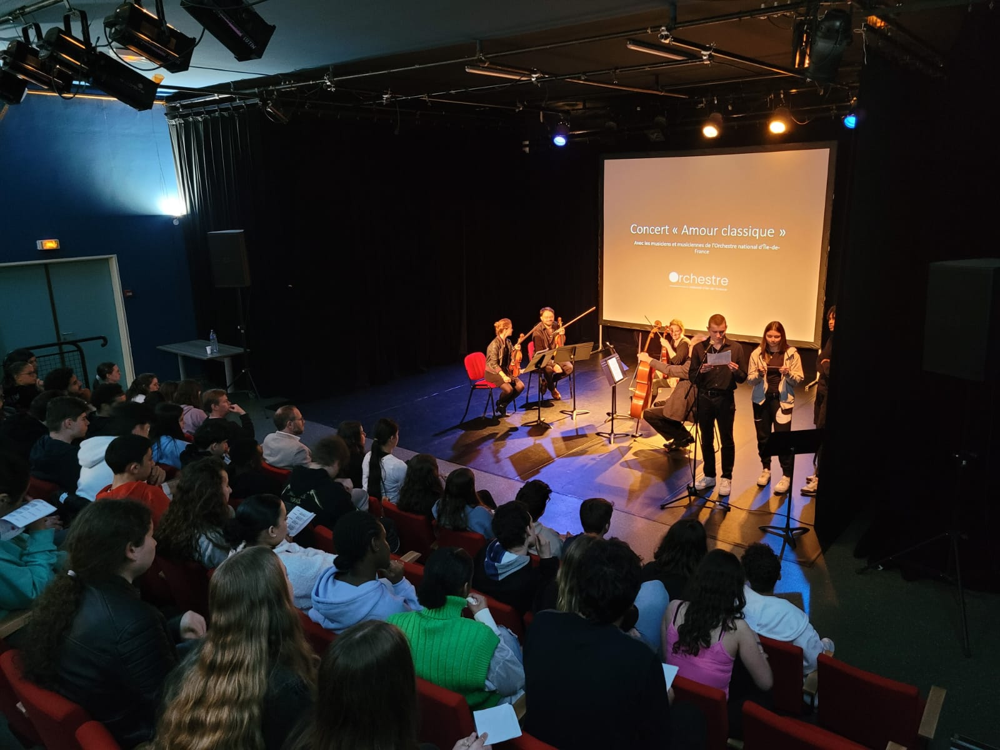 Concert « Amour classique »
Avec les musiciens et musiciennes de l'Orchestre national d'Île-de-
France
Orchestre